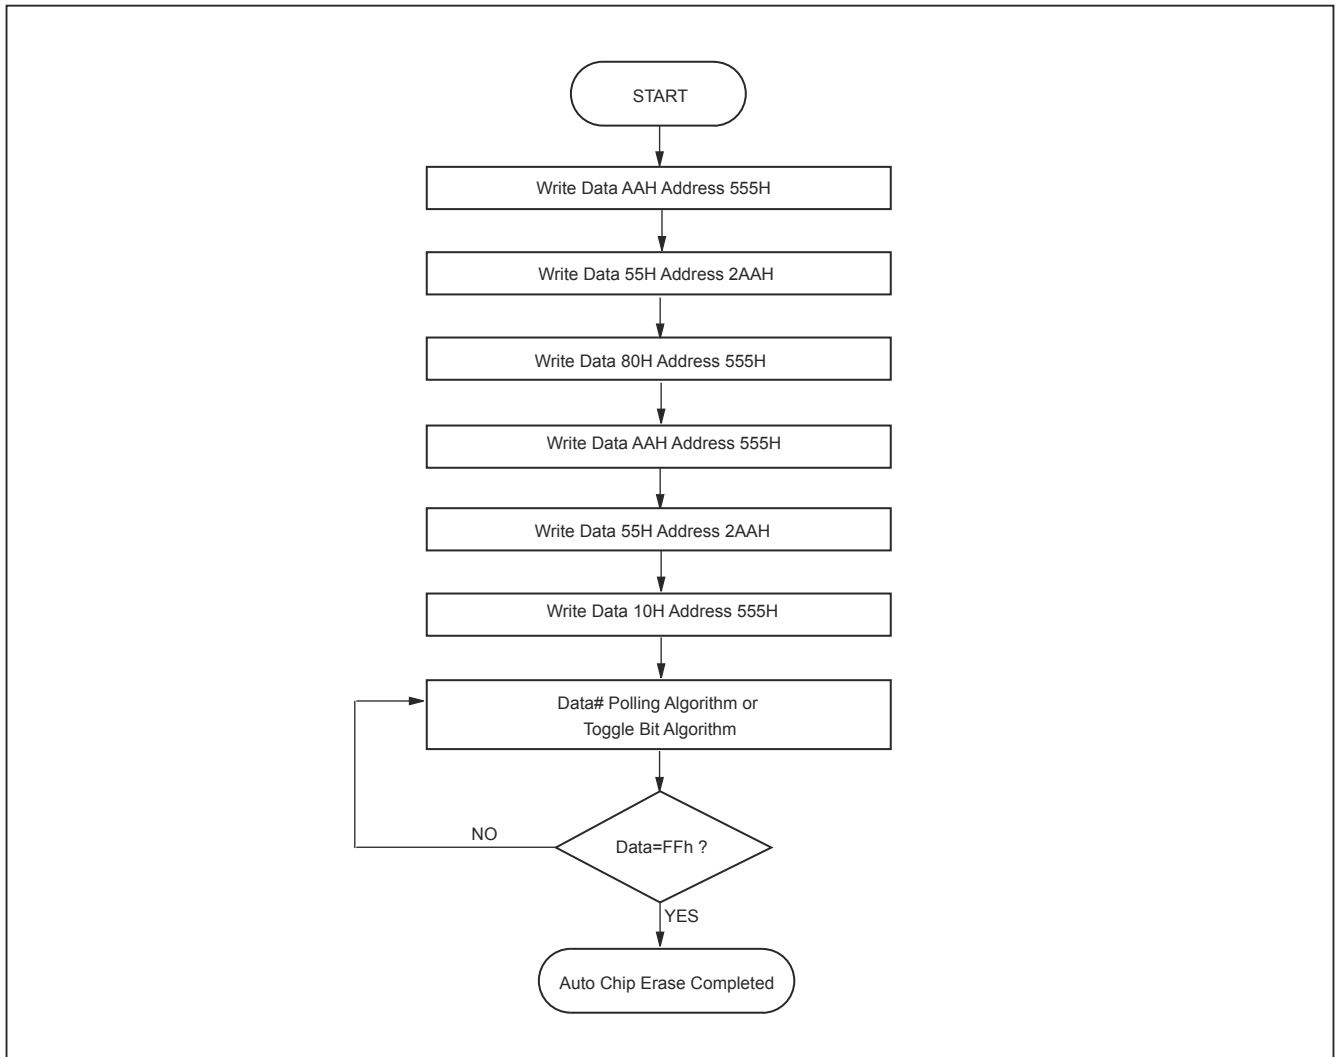 START
Write Data AAH Address 555H
Write Data 55H Address 2AAH
Write Data 80H Address 555H
Write Data AAH Address 555H
Write Data 55H Address 2AAH
Write Data 10H Address 555H
Data# Polling Algorithm or
Toggle Bit Algorithm
NO
Data=FFh ?
YES
Auto Chip Erase Completed